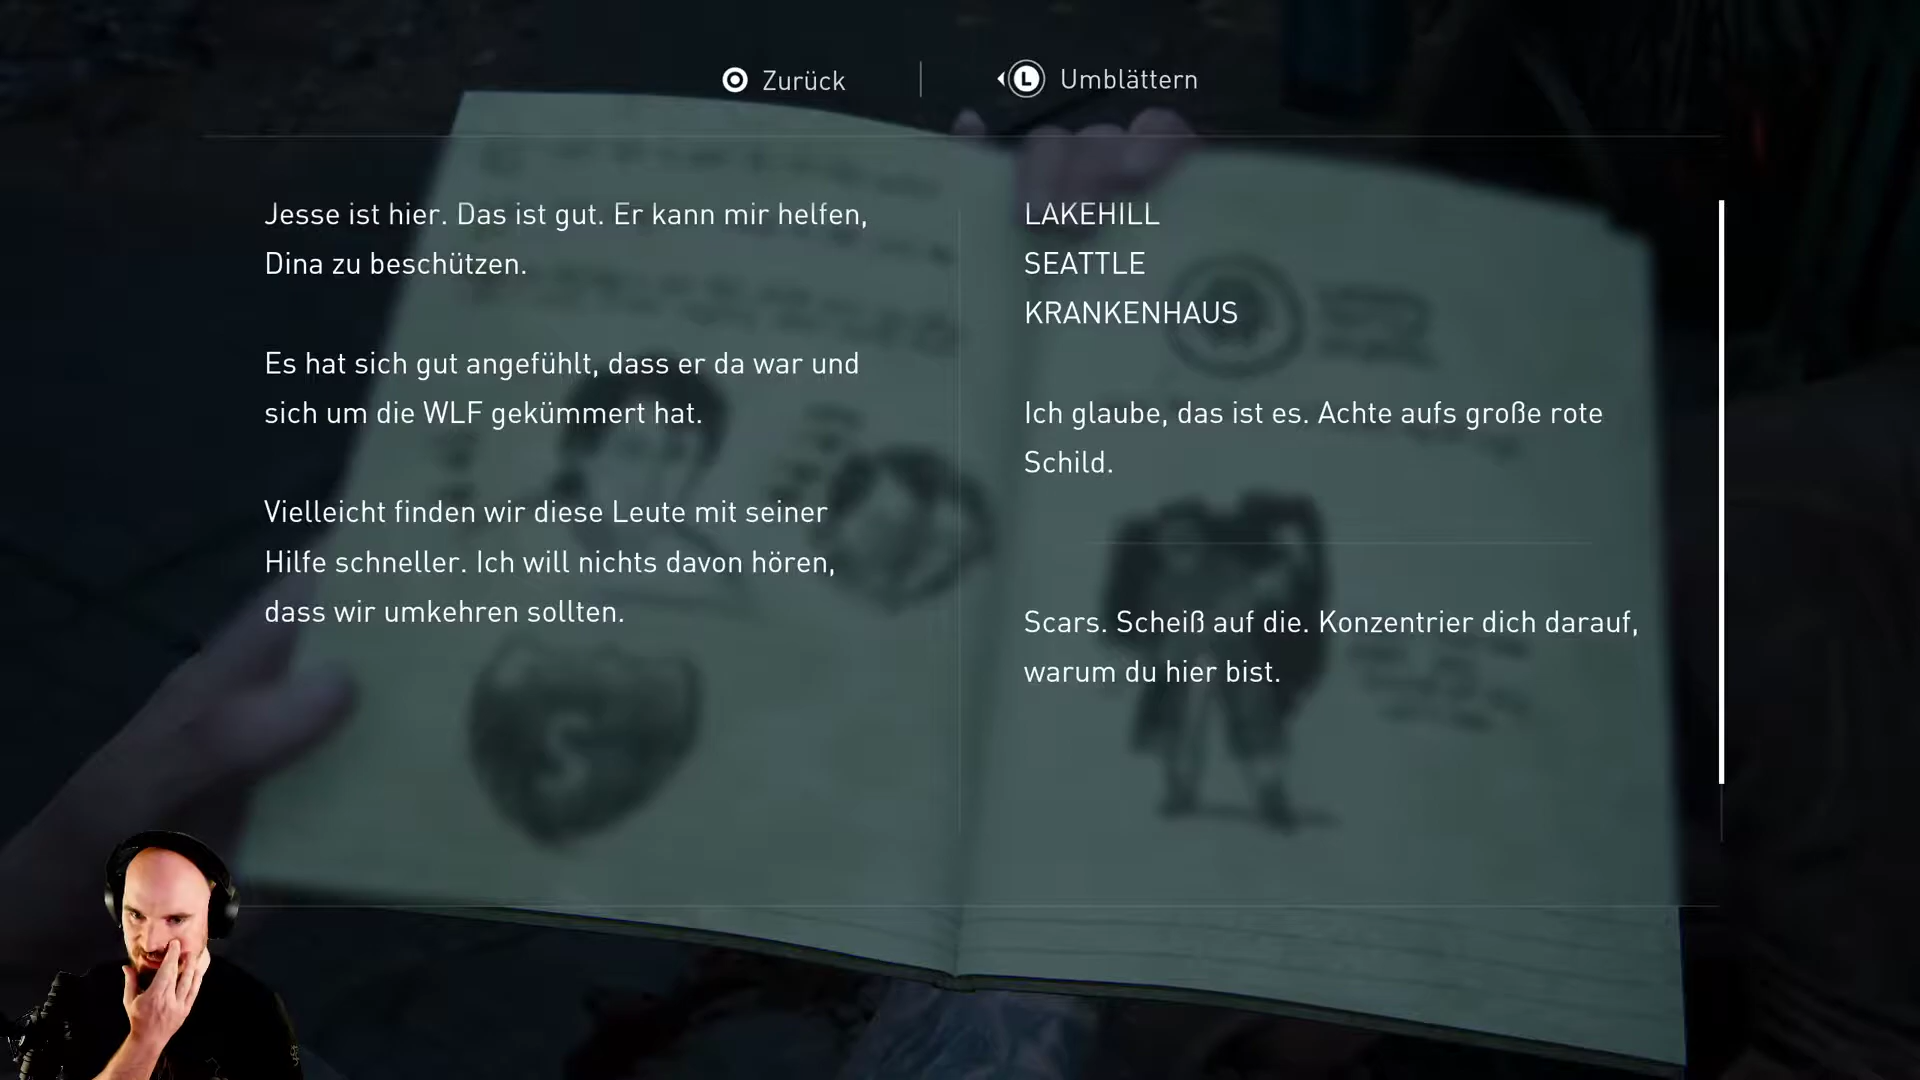 Zurück
L Umblättern
Jesse ist hier. Das ist gut. Er kann mir helfen,
Dina zu beschützen.
Es hat sich gut angefühlt, dass er da war und
sich um die WLF gekümmert hat.
Vielleicht finden wir diese Leute mit seiner
Hilfe schneller. Ich will nichts davon hören,
dass wir umkehren sollten.
LAKEHILL
SEATTLE
KRANKENHAUS
Ich glaube, das ist es. Achte aufs große rote
Schild.
Scars. Scheiß auf die. Konzentrier dich darauf,
warum du hier bist.
S